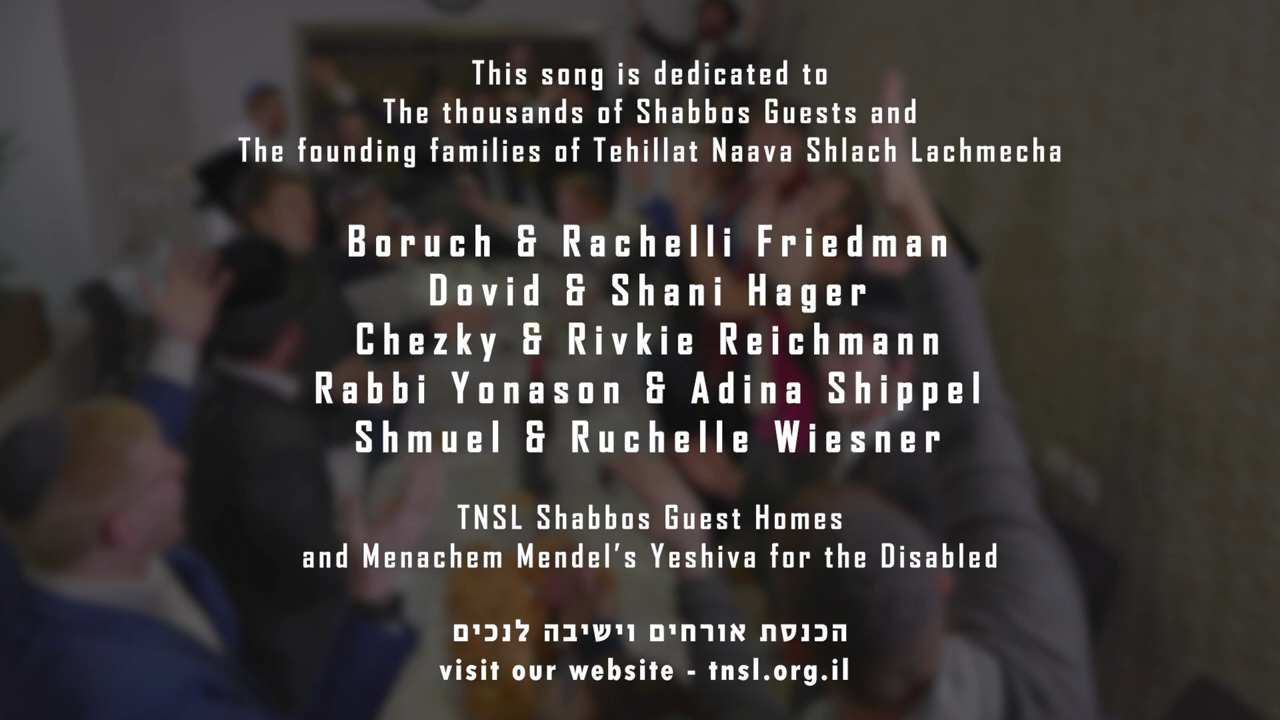 This song is dedicated to
The thousands of Shabbos Guests and
The founding families of Tehillat Naava Shlach Lachmecha
Boruch & Rachelli Friedman
Dovid & Shani Hager
Chezky & Rivkie Reichmann
Rabbi Yonason & Adina Shippel
Shmuel & Ruchelle Wiesner
TNSL Shabbos Guest Homes
and Menachem Mendel's Yeshiva for the Disabled
הכנסת אורחים וישיבה לנכים
visit our website - tnsl.org.il